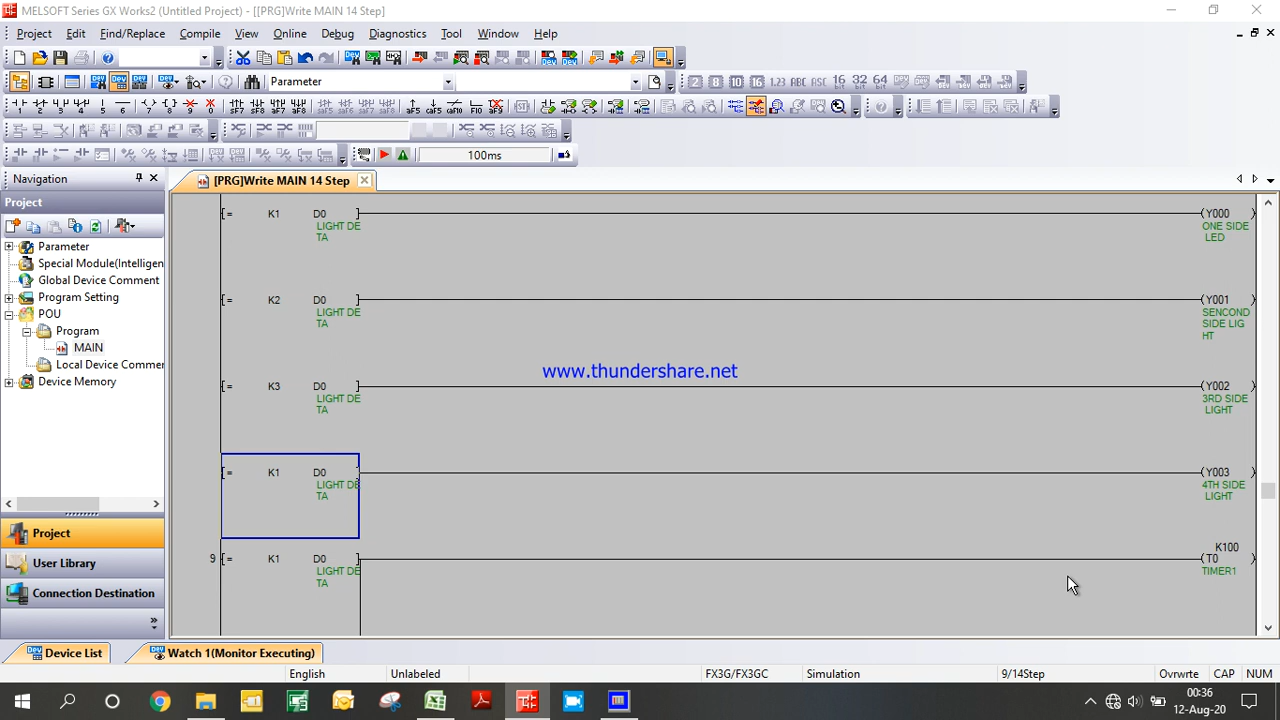 MELSOFT Series GX Works2 (Untitled Project) - [[PRG]Write MAIN 14 Step]
Project Edit Find/Replace Compile View Online Debug Diagnostics Tool Window Help
Parameter
100ms
Navigation
[PRG]Write MAIN 14 Step
Project
Parameter
Special Module(Intelligen
Global Device Comment
Program Setting
POU
Program
MAIN
Local Device Commer
Device Memory
Project
User Library
Connection Destination
[= K1 D0 ] (Y000 )
LIGHT DE ONE SIDE
TA LED
[= K2 D0 ] (Y001 )
LIGHT DE SENCOND
TA SIDE LIG
HT
www.thundershare.net
[= K3 D0 ] (Y002 )
LIGHT DE 3RD SIDE
TA LIGHT
[= K1 D0 ] (Y003 )
LIGHT DE 4TH SIDE
TA LIGHT
K100
9 [= K1 D0 ] (T0 )
LIGHT DE TIMER1
TA
Device List Watch 1(Monitor Executing)
English Unlabeled FX3G/FX3GC Simulation 9/14Step Ovrwrte CAP NUM
00:36
12-Aug-20